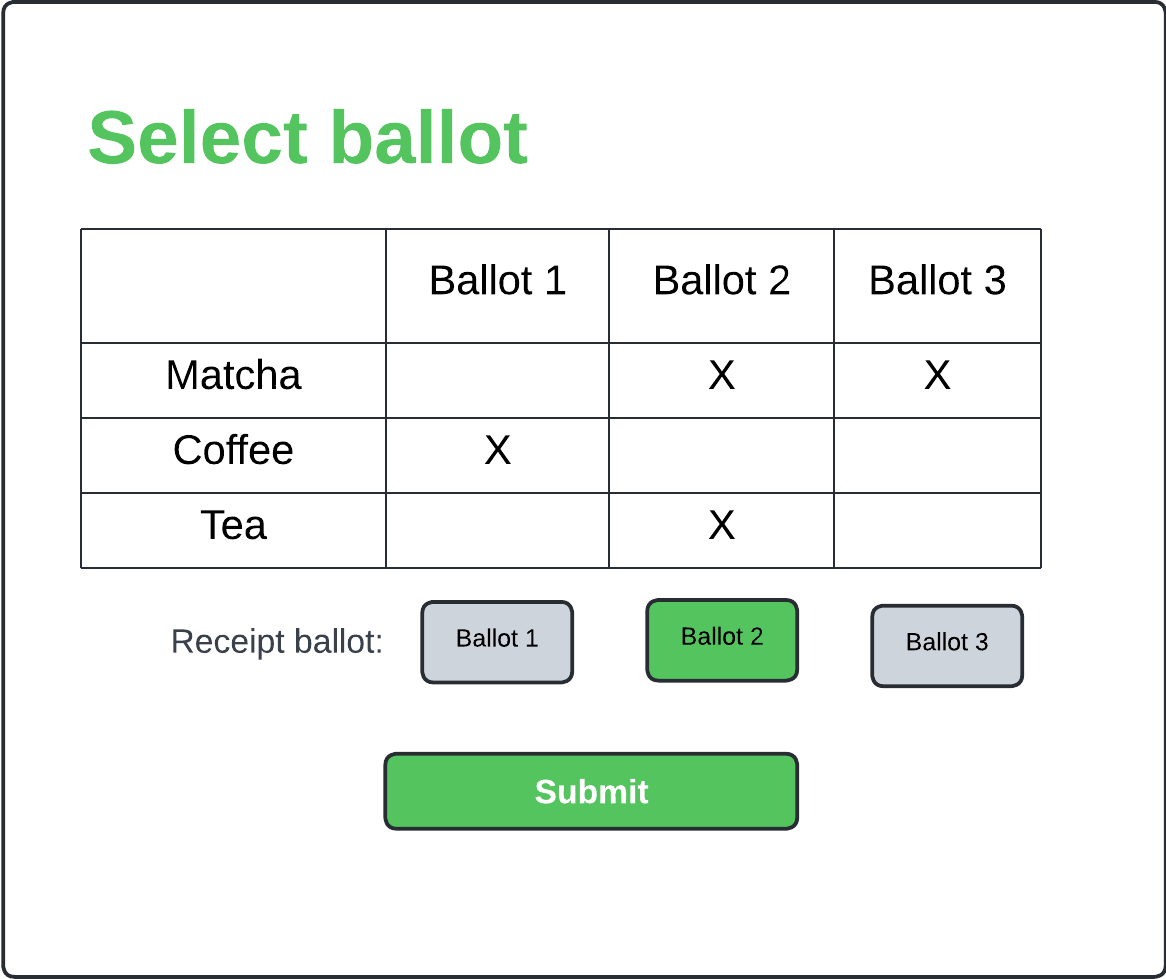 Select ballot
Ballot 1 Ballot 2 Ballot 3
Matcha X X
Coffee X
Tea X
Receipt ballot: Ballot 1 Ballot 2 Ballot 3
Submit